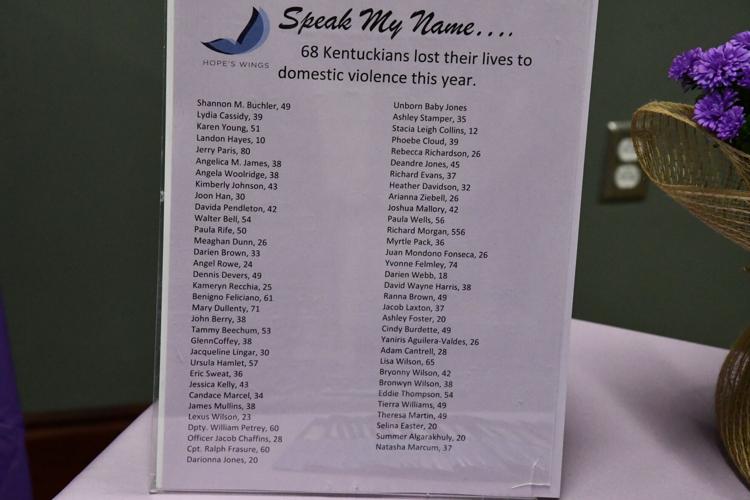 Speak My Name....
HOPE'S WINGS
68 Kentuckians lost their lives to
domestic violence this year.
Shannon M. Buchler, 49
Lydia Cassidy, 39
Karen Young, 51
Landon Hayes, 10
Jerry Paris, 80
Angelica M. James, 38
Angela Woolridge, 38
Kimberly Johnson, 43
Joon Han, 30
Davida Pendleton, 42
Walter Bell, 54
Paula Rife, 50
Meaghan Dunn, 26
Darien Brown, 33
Angel Rowe, 24
Dennis Devers, 49
Kameryn Recchia, 25
Benigno Feliciano, 61
Mary Dullenty, 71
John Berry, 38
Tammy Beechum, 53
GlennCoffey, 38
Jacqueline Lingar, 30
Ursula Hamlet, 57
Eric Sweat, 36
Jessica Kelly, 43
Candace Marcel, 34
James Mullins, 38
Lexus Wilson, 23
Dpty. William Petrey, 60
Officer Jacob Chaffins, 28
Cpt. Ralph Frasure, 60
Darionna Jones, 20
Unborn Baby Jones
Ashley Stamper, 35
Stacia Leigh Collins, 12
Phoebe Cloud, 39
Rebecca Richardson, 26
Deandre Jones, 45
Richard Evans, 37
Heather Davidson, 32
Arianna Ziebell, 26
Joshua Mallory, 42
Paula Wells, 56
Richard Morgan, 556
Myrtle Pack, 36
Juan Mondono Fonseca, 26
Yvonne Felmley, 74
Darien Webb, 18
David Wayne Harris, 38
Ranna Brown, 49
Jacob Laxton, 37
Ashley Foster, 20
Cindy Burdette, 49
Yaniris Aguilera-Valdes, 26
Adam Cantrell, 28
Lisa Wilson, 65
Bryonny Wilson, 42
Bronwyn Wilson, 38
Eddie Thompson, 54
Tierra Williams, 49
Theresa Martin, 49
Selina Easter, 20
Summer Algarakhuly, 20
Natasha Marcum, 37